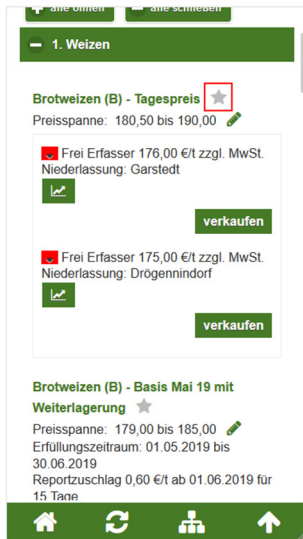 alle öffnen
alle schließen
1. Weizen
Brotweizen (B) - Tagespreis
Preisspanne: 180,50 bis 190,00
Frei Erfasser 176,00 €/t zzgl. MwSt.
Niederlassung: Garstedt
verkaufen
Frei Erfasser 175,00 €/t zzgl. MwSt.
Niederlassung: Drögennindorf
verkaufen
Brotweizen (B) - Basis Mai 19 mit
Weiterlagerung
Preisspanne: 179,00 bis 185,00
Erfüllungszeitraum: 01.05.2019 bis
30.06.2019
Reportzuschlag 0,60 €/t ab 01.06.2019 für
15 Tage